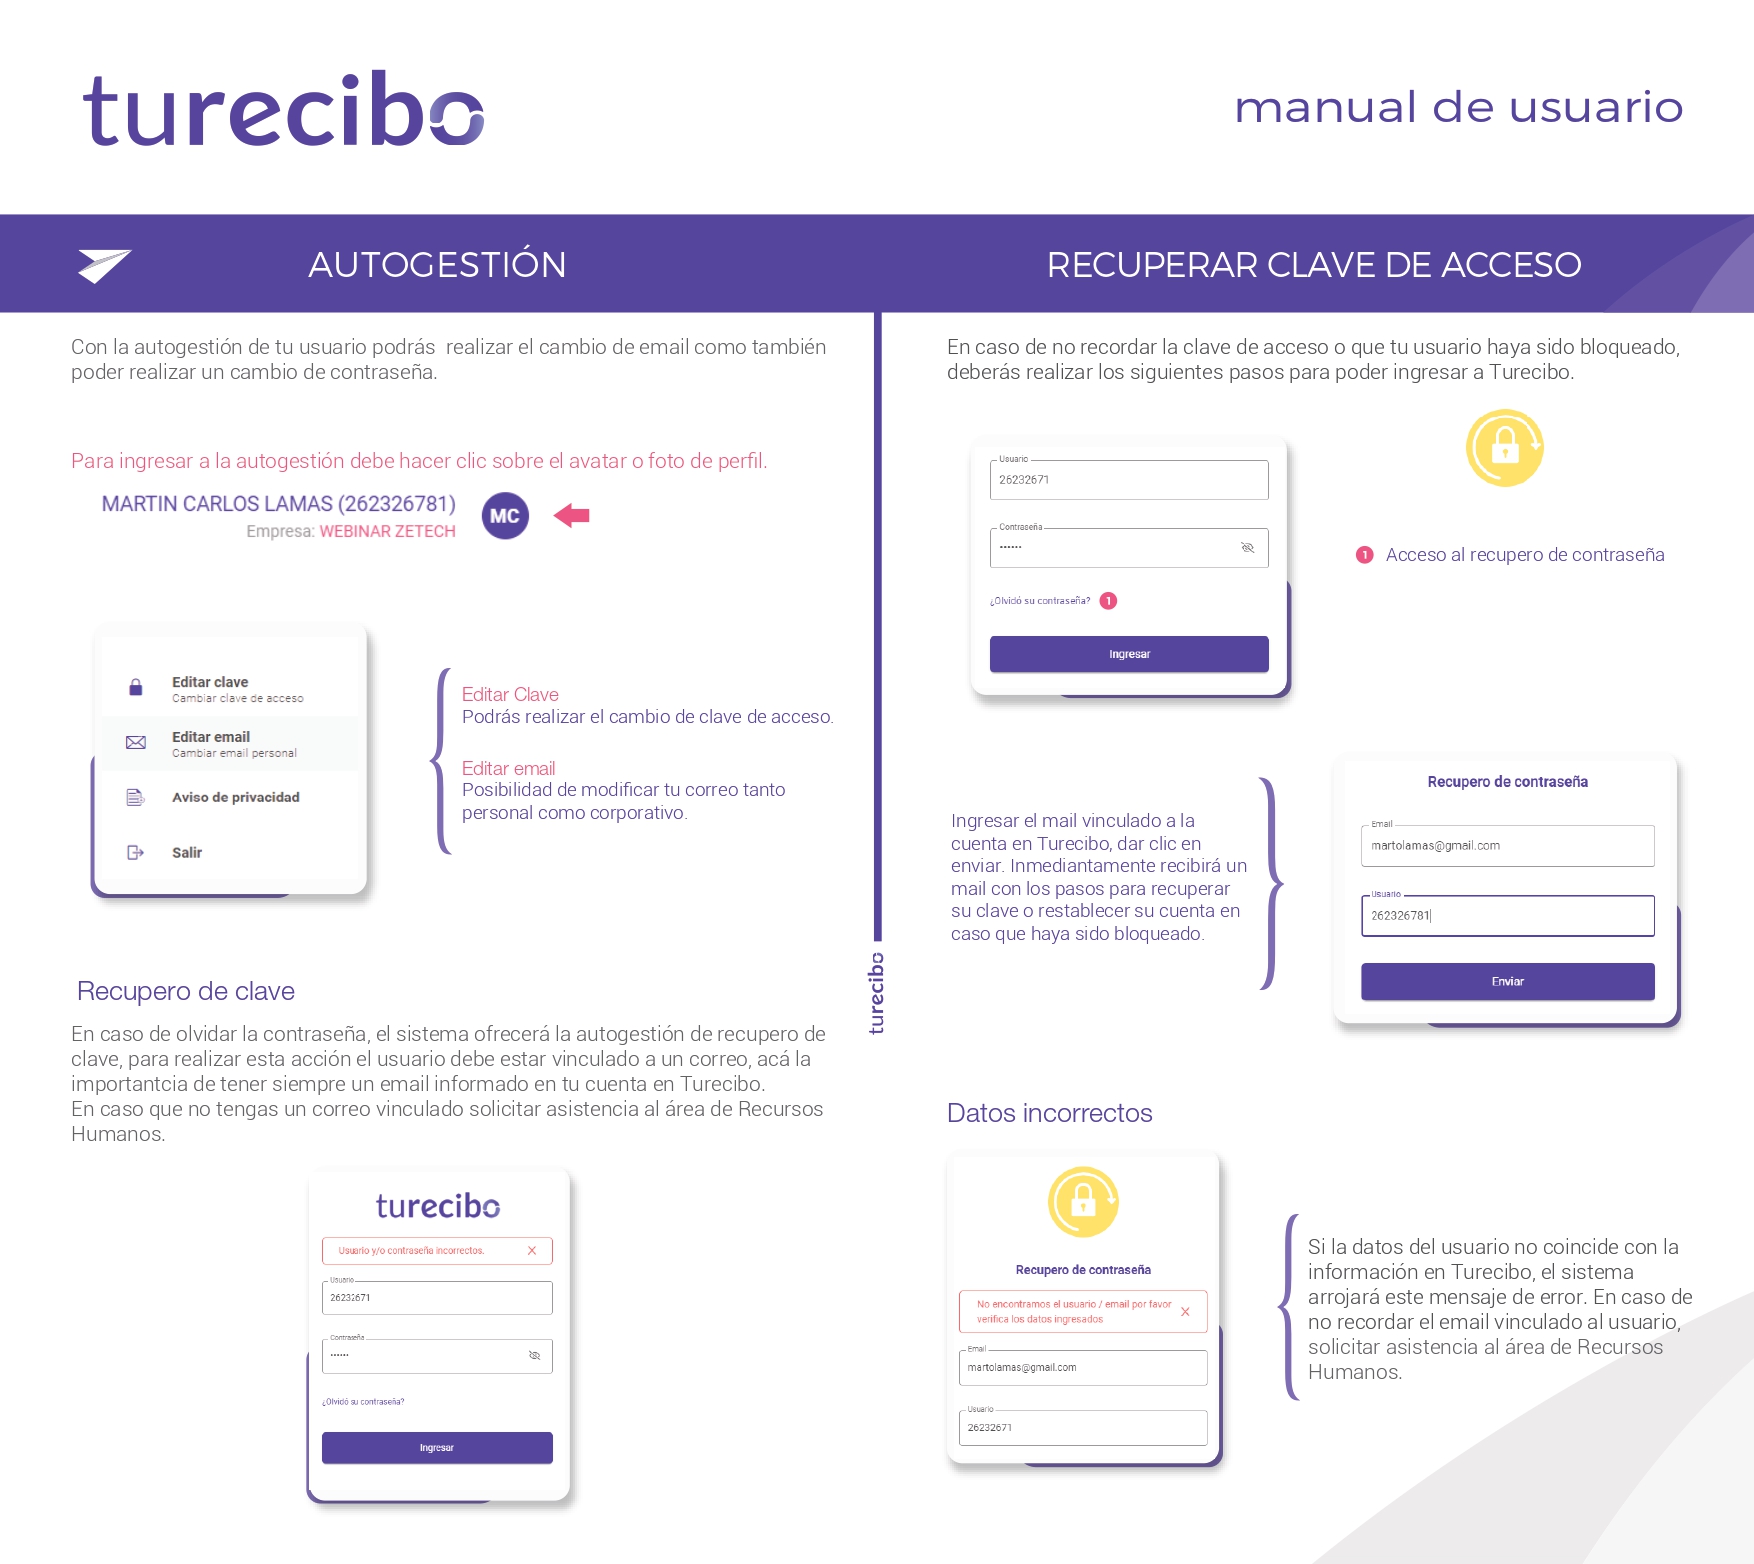 turecibo
manual de usuario
AUTOGESTIÓN
Con la autogestión de tu usuario podrás  realizar el cambio de email como también
poder realizar un cambio de contraseña.
Para ingresar a la autogestión debe hacer clic sobre el avatar o foto de perfil.
MARTIN CARLOS LAMAS (262326781)
Empresa: WEBINAR ZETECH
MC
Editar clave
Cambiar clave de acceso
Editar email
Cambiar email personal
Aviso de privacidad
Salir
Editar Clave
Podrás realizar el cambio de clave de acceso.
Editar email
Posibilidad de modificar tu correo tanto
personal como corporativo.
Recupero de clave
En caso de olvidar la contraseña, el sistema ofrecerá la autogestión de recupero de
clave, para realizar esta acción el usuario debe estar vinculado a un correo, acá la
importantcia de tener siempre un email informado en tu cuenta en Turecibo.
En caso que no tengas un correo vinculado solicitar asistencia al área de Recursos
Humanos.
turecibo
Usuario y/o contraseña incorrectos.
Usuario
26232671
Contraseña
······
¿Olvidó su contraseña?
Ingresar
turecibo
RECUPERAR CLAVE DE ACCESO
En caso de no recordar la clave de acceso o que tu usuario haya sido bloqueado,
deberás realizar los siguientes pasos para poder ingresar a Turecibo.
Usuario
26232671
Contraseña
······
¿Olvidó su contraseña? 1
Ingresar
1 Acceso al recupero de contraseña
Ingresar el mail vinculado a la
cuenta en Turecibo, dar clic en
enviar. Inmediantamente recibirá un
mail con los pasos para recuperar
su clave o restablecer su cuenta en
caso que haya sido bloqueado.
Recupero de contraseña
Email
martolamas@gmail.com
Usuario
262326781
Enviar
Datos incorrectos
Recupero de contraseña
No encontramos el usuario / email por favor
verifica los datos ingresados
Email
martolamas@gmail.com
Usuario
26232671
Si la datos del usuario no coincide con la
información en Turecibo, el sistema
arrojará este mensaje de error. En caso de
no recordar el email vinculado al usuario,
solicitar asistencia al área de Recursos
Humanos.